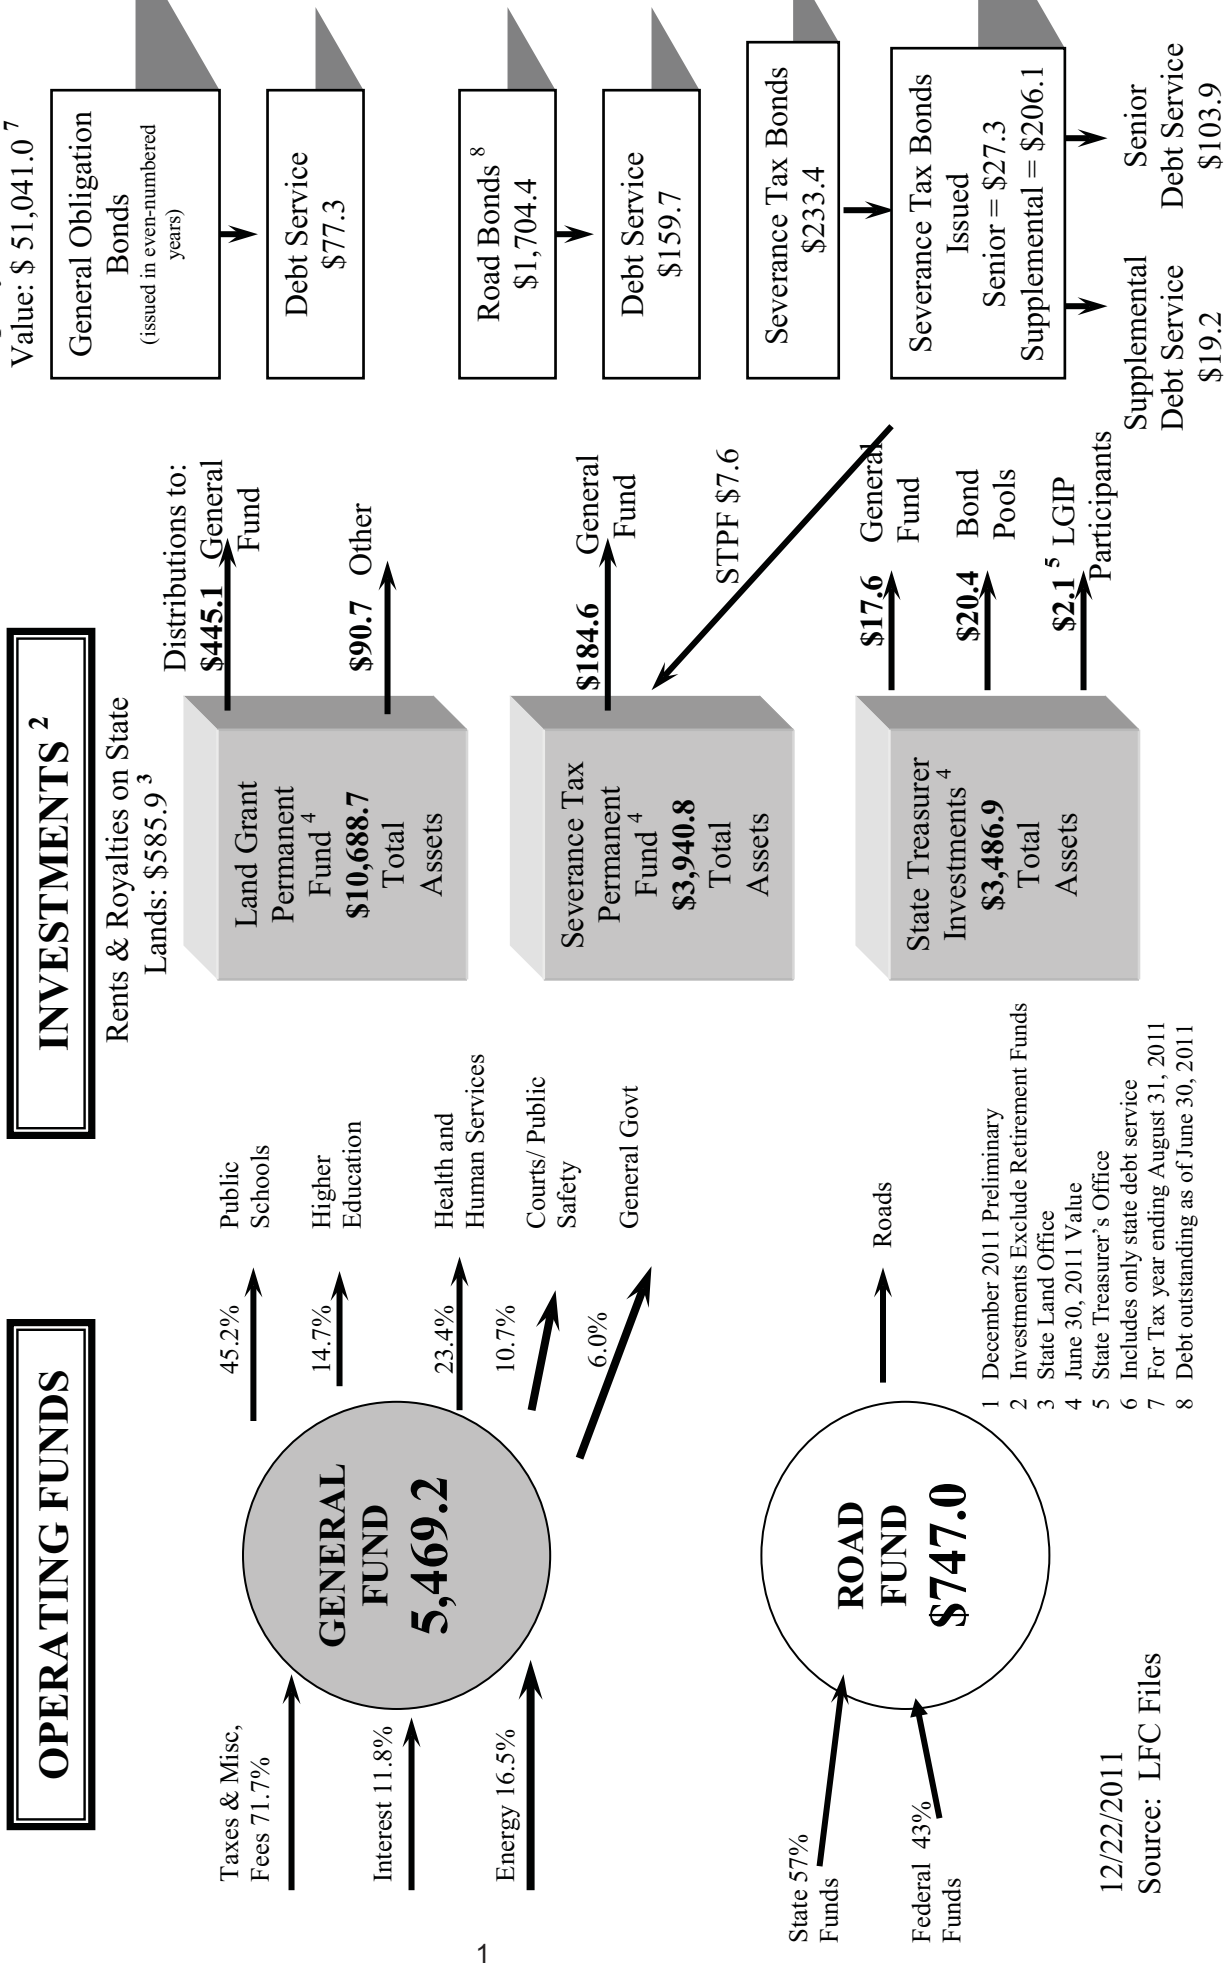 OPERATING FUNDS
Taxes & Misc,
Fees 71.7%
Interest 11.8%
Energy 16.5%
GENERAL
FUND
5,469.2
45.2%
Public
Schools
14.7%
Higher
Education
23.4%
Health and
Human Services
10.7%
Courts/ Public
Safety
6.0%
General Govt
State 57%
Funds
Federal 43%
Funds
ROAD
FUND
$747.0
Roads
12/22/2011
Source: LFC Files
1 December 2011 Preliminary
2 Investments Exclude Retirement Funds
3 State Land Office
4 June 30, 2011 Value
5 State Treasurer's Office
6 Includes only state debt service
7 For Tax year ending August 31, 2011
8 Debt outstanding as of June 30, 2011
INVESTMENTS 2
Rents & Royalties on State
Lands: $585.9 3
Land Grant
Permanent
Fund 4
$10,688.7
Total
Assets
Distributions to:
$445.1 General
Fund
$90.7 Other
Severance Tax
Permanent
Fund 4
$3,940.8
Total
Assets
$184.6 General
Fund
STPF $7.6
State Treasurer
Investments 4
$3,486.9
Total
Assets
$17.6 General
Fund
$20.4 Bond
Pools
$2.1 5 LGIP
Participants
Value: $ 51,041.0 7
General Obligation
Bonds
(issued in even-numbered
years)
Debt Service
$77.3
Road Bonds 8
$1,704.4
Debt Service
$159.7
Severance Tax Bonds
$233.4
Severance Tax Bonds
Issued
Senior = $27.3
Supplemental = $206.1
Supplemental
Debt Service
$19.2
Senior
Debt Service
$103.9
1